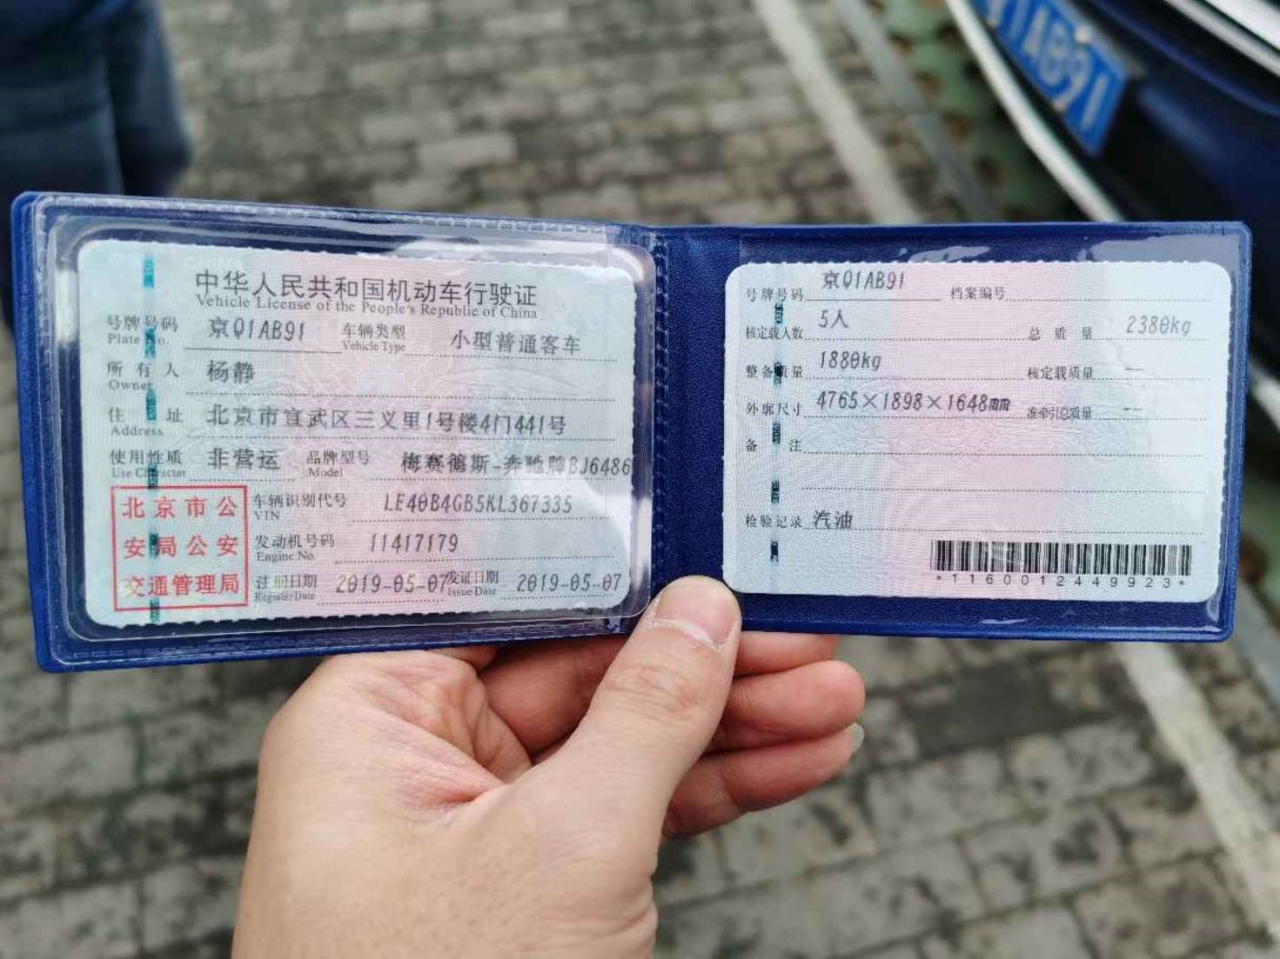 中华人民共和国机动车行驶证
Vehicle License of the People's Republic of China
号牌号码 京Q1AB91 车辆类型 小型普通客车
Plate No. Vehicle Type
所有人 杨静
Owner
住址 北京市宣武区三义里1号楼4门441号
Address
使用性质 非营运 品牌型号 梅赛德斯-奔驰牌BJ6486
Use Character Model
北京市公
安局公安
交通管理局
车辆识别代号 LE40B4GB5KL367335
VIN
发动机号码 11417179
Engine No.
注册日期 2019-05-07 发证日期 2019-05-07
Register Date Issue Date
号牌号码 京Q1AB91 档案编号
核定载人数 5人 总质量 2380kg
整备质量 1880kg 核定载质量 --
外廓尺寸 4765×1898×1648mm 准牵引总质量 --
备注
检验记录 汽油
*1160012449923*
1AB91